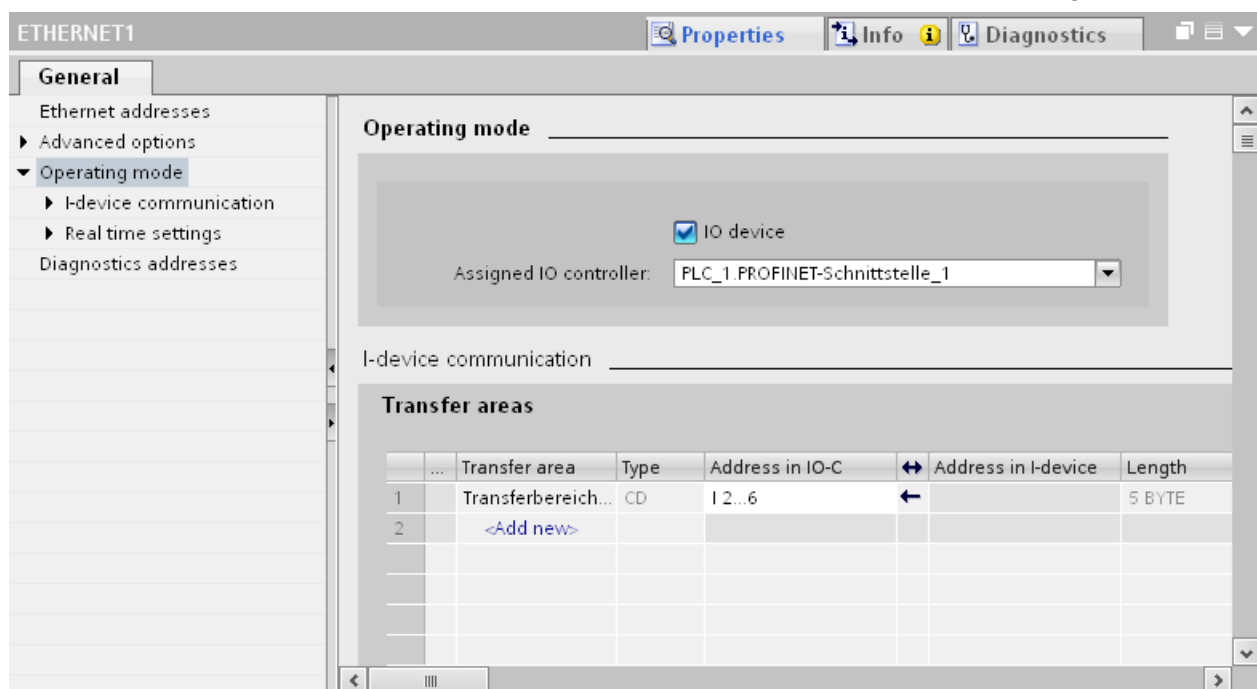 ETHERNET1 Properties Info Diagnostics
General
Ethernet addresses
Advanced options
Operating mode
I-device communication
Real time settings
Diagnostics addresses
Operating mode
IO device
Assigned IO controller: PLC_1.PROFINET-Schnittstelle_1
I-device communication
Transfer areas
... Transfer area Type Address in IO-C ↔ Address in I-device Length
1 Transferbereich... CD I 2...6 ← 5 BYTE
2 <Add new>